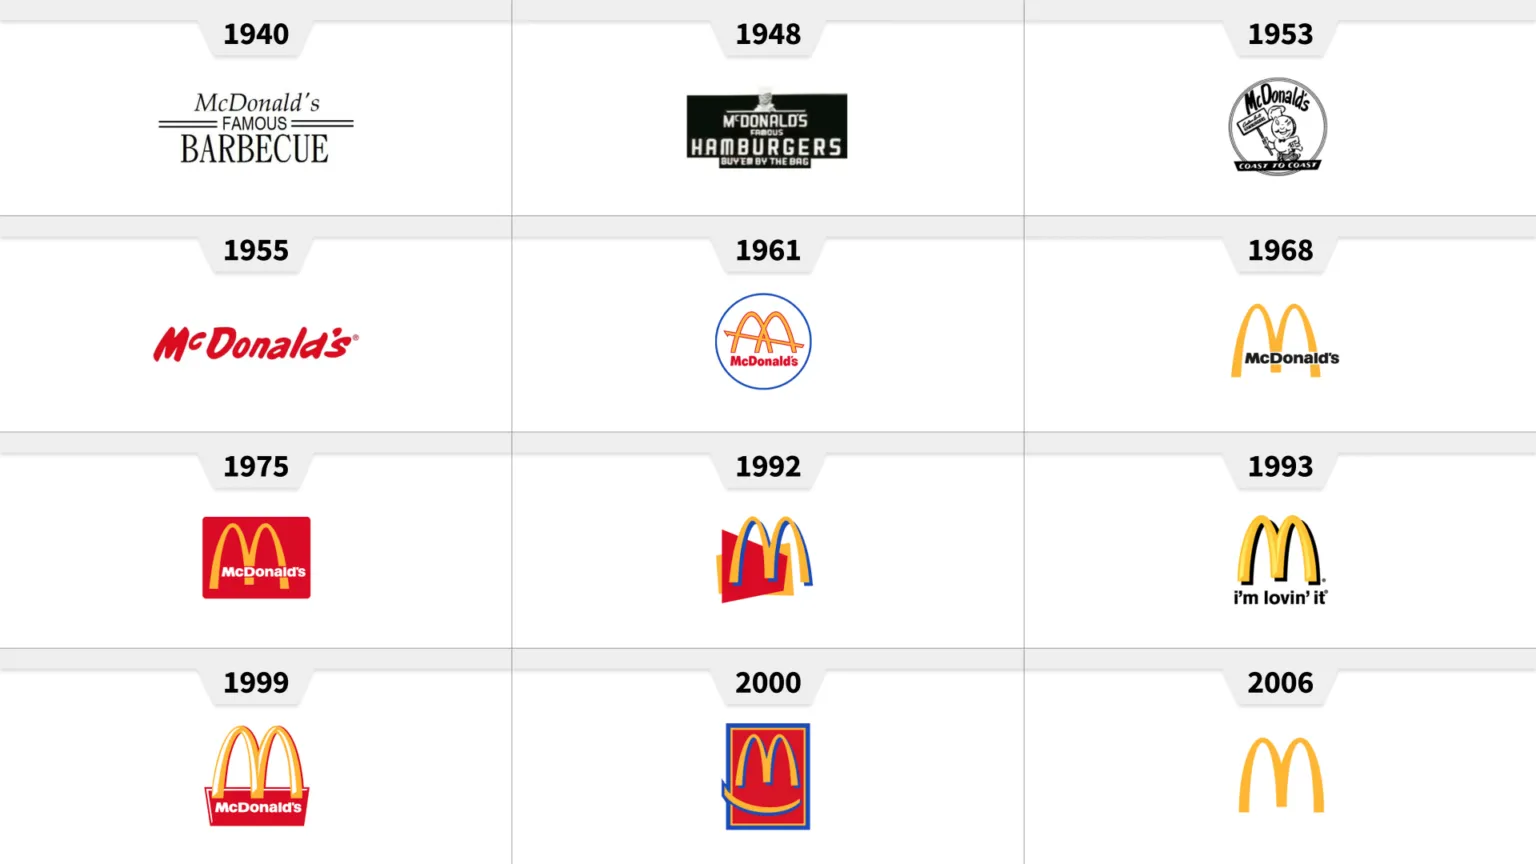 1940
1948
1953
McDonald's
FAMOUS
BARBECUE
McDONALD'S
FAMOUS
HAMBURGERS
BUY'EM BY THE BAG
McDonald's
COAST TO COAST
1955
1961
1968
McDonald's®
McDonald's
McDonald's
1975
1992
1993
McDonald's
i'm lovin' it®
1999
2000
2006
McDonald's